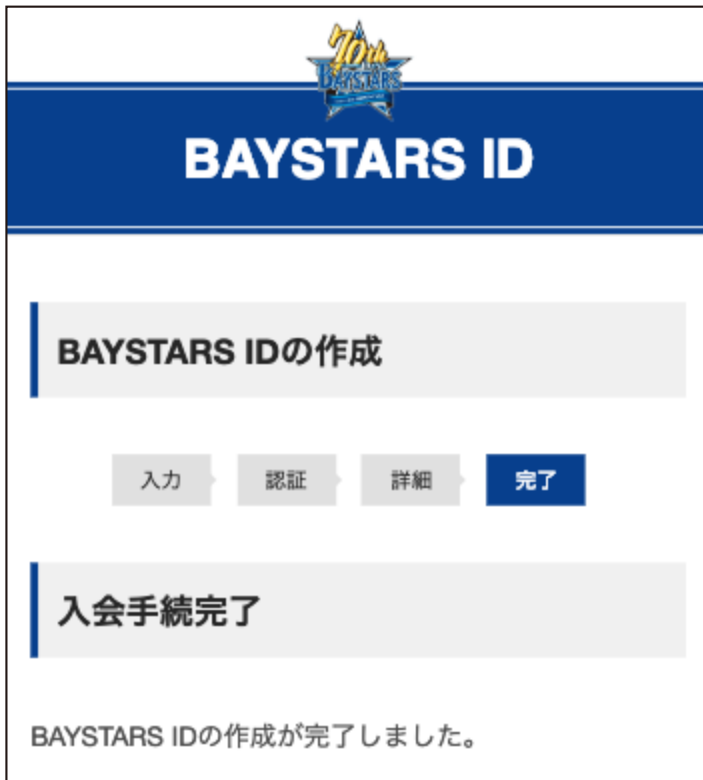 70th
BAYSTARS
BAYSTARS ID
BAYSTARS IDの作成
入力 認証 詳細 完了
入会手続完了
BAYSTARS IDの作成が完了しました。